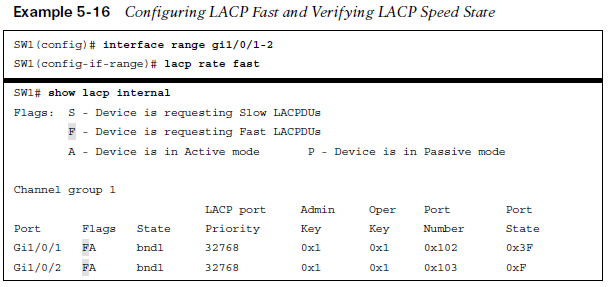 Example 5-16 Configuring LACP Fast and Verifying LACP Speed State
SW1(config)# interface range gi1/0/1-2
SW1(config-if-range)# lacp rate fast
SW1# show lacp internal
Flags: S - Device is requesting Slow LACPDUs
F - Device is requesting Fast LACPDUs
A - Device is in Active mode P - Device is in Passive mode
Channel group 1
LACP port Admin Oper Port Port
Port Flags State Priority Key Key Number State
Gi1/0/1 FA bndl 32768 0x1 0x1 0x102 0x3F
Gi1/0/2 FA bndl 32768 0x1 0x1 0x103 0xF